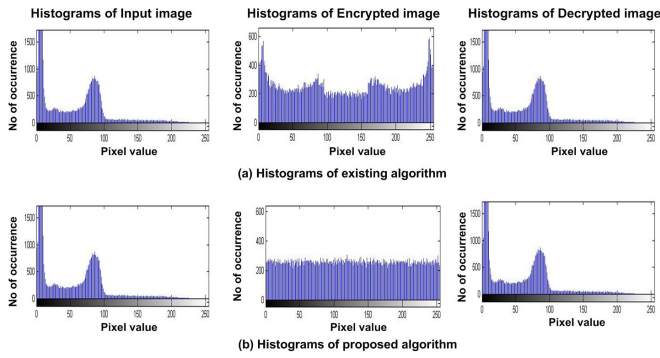 Histograms of Input image
Histograms of Encrypted image
Histograms of Decrypted image
No of occurrence
1500
1000
500
0
0 50 100 150 200 250
Pixel value
No of occurrence
600
400
200
0
0 50 100 150 200 250
Pixel value
No of occurrence
1500
1000
500
0
0 50 100 150 200 250
Pixel value
(a) Histograms of existing algorithm
No of occurrence
1500
1000
500
0
0 50 100 150 200 250
Pixel value
No of occurrence
600
400
200
0
0 50 100 150 200 250
Pixel value
No of occurrence
1500
1000
500
0
0 50 100 150 200 250
Pixel value
(b) Histograms of proposed algorithm